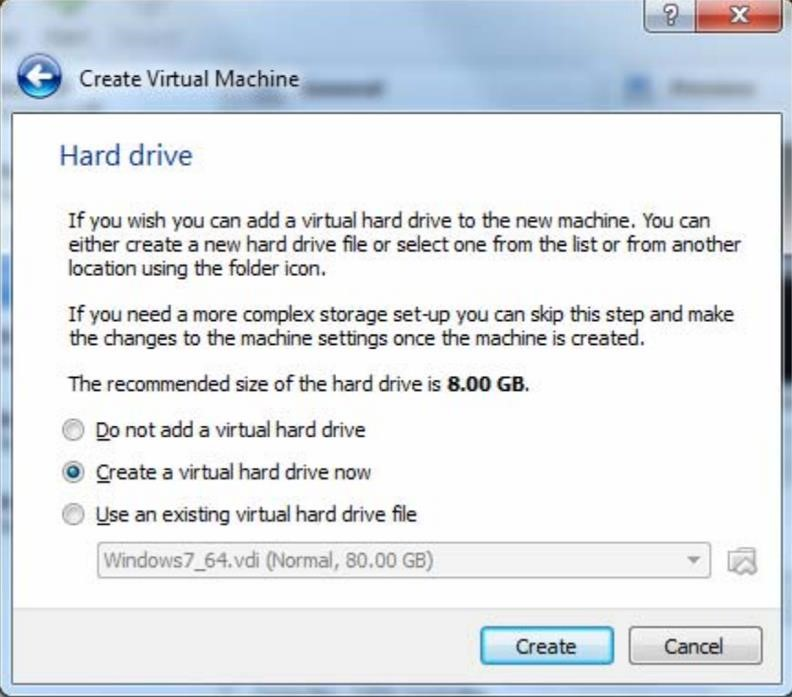 Create Virtual Machine
Hard drive
If you wish you can add a virtual hard drive to the new machine. You can
either create a new hard drive file or select one from the list or from another
location using the folder icon.
If you need a more complex storage set-up you can skip this step and make
the changes to the machine settings once the machine is created.
The recommended size of the hard drive is 8.00 GB.
Do not add a virtual hard drive
Create a virtual hard drive now
Use an existing virtual hard drive file
Windows7_64.vdi (Normal, 80.00 GB)
Create
Cancel